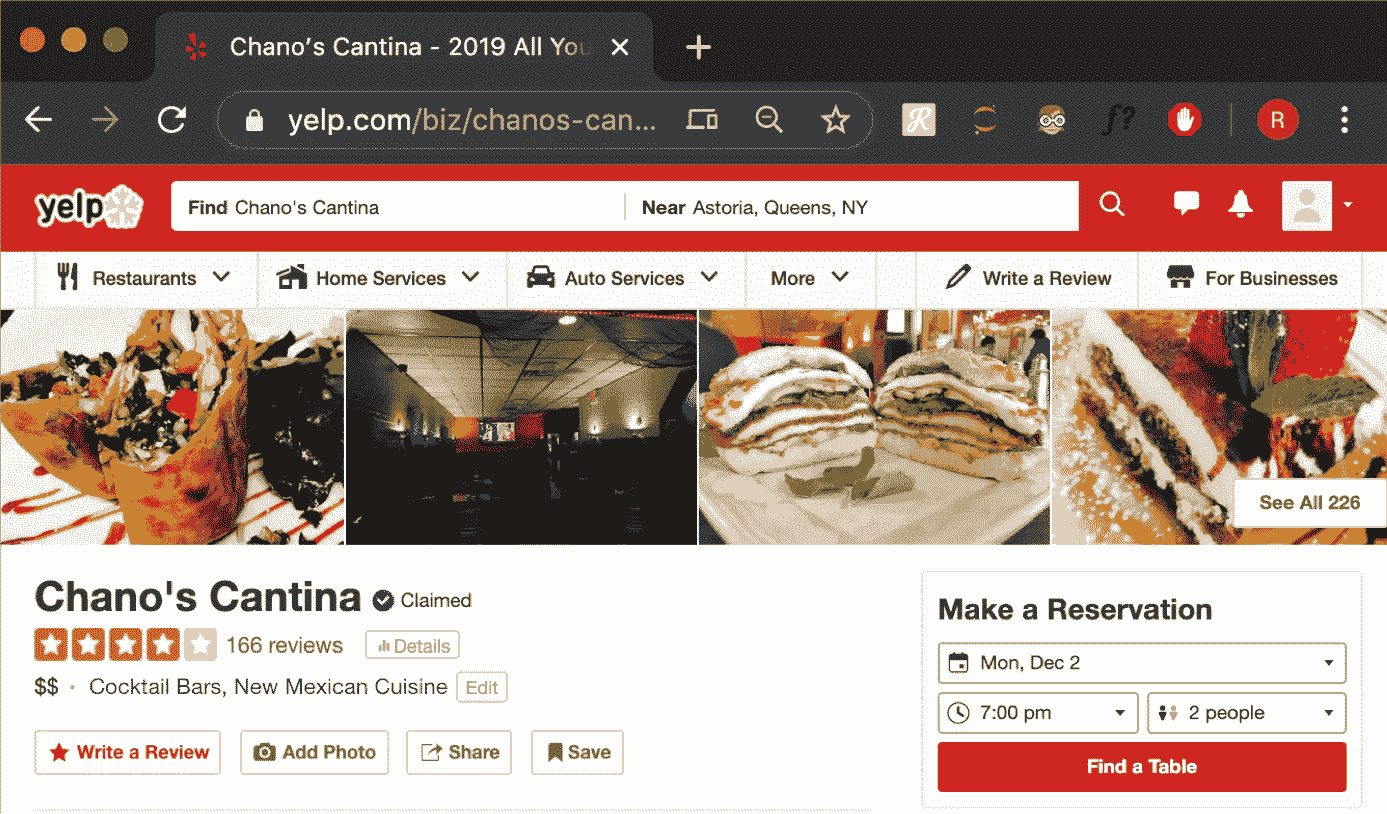 Chano's Cantina - 2019 All You
yelp.com/biz/chanos-can...
R f? R
yelp Find Chano's Cantina Near Astoria, Queens, NY
Restaurants Home Services Auto Services More Write a Review For Businesses
See All 226
Chano's Cantina Claimed
166 reviews Details
$$ · Cocktail Bars, New Mexican Cuisine Edit
Write a Review Add Photo Share Save
Make a Reservation
Mon, Dec 2
7:00 pm 2 people
Find a Table